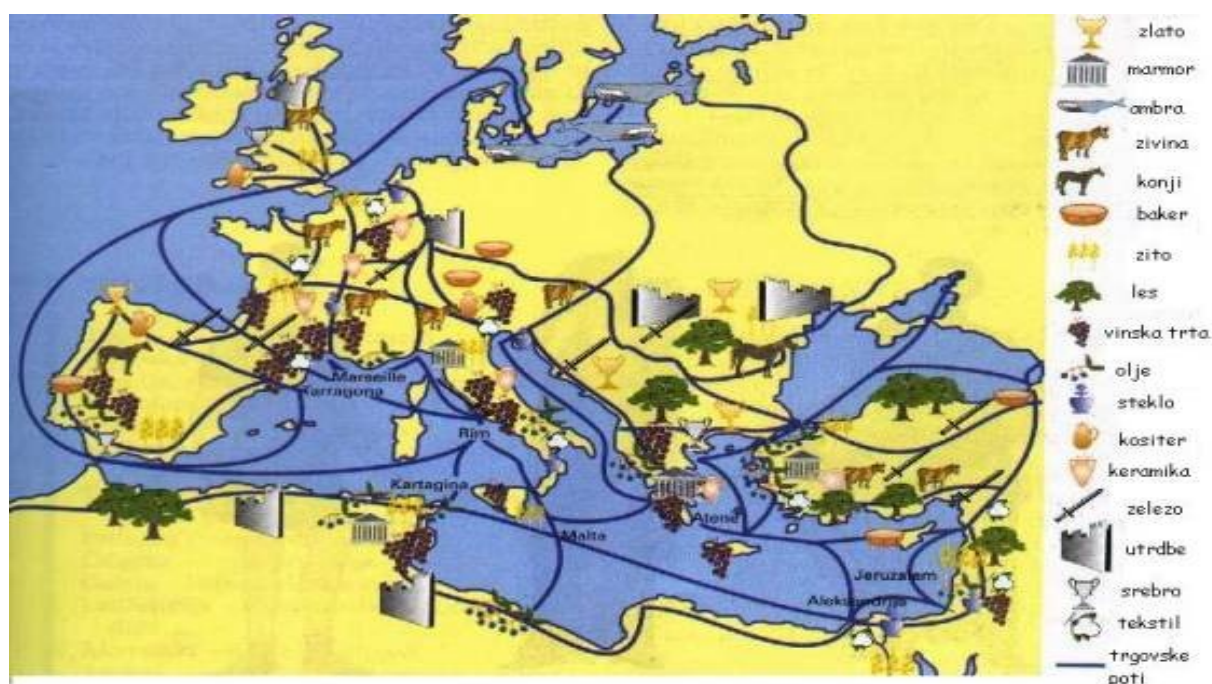 zlato
marmor
ambra
zivina
konji
baker
zito
les
vinska trta
olje
steklo
kositer
keramika
zelezo
utrdbe
srebro
tekstil
trgovske
poti
Marseille
Tarragona
Rim
Kartagina
Malta
Atene
Jeruzalem
Aleksandrija